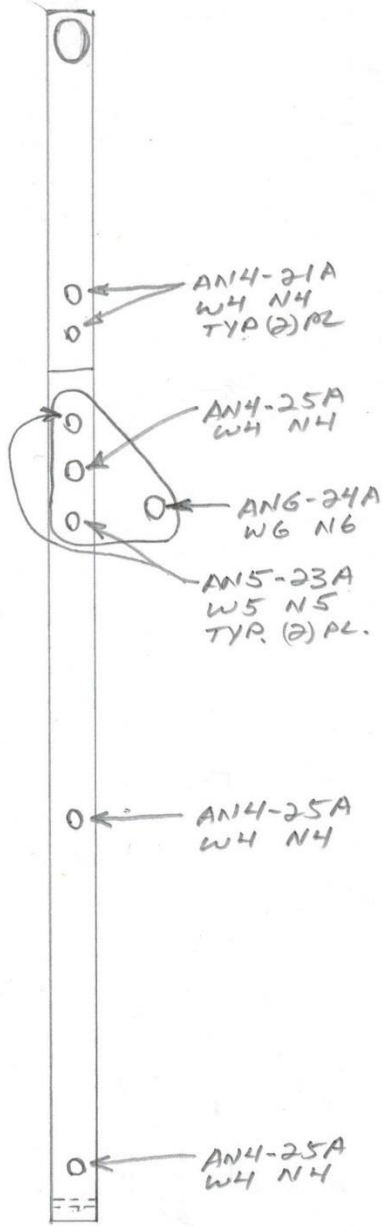 AN4-21A
W4 N4
TYP (2) PL
AN4-25A
W4 N4
AN6-24A
W6 N6
AN5-23A
W5 N5
TYP. (2) PL.
AN4-25A
W4 N4
AN4-25A
W4 N4